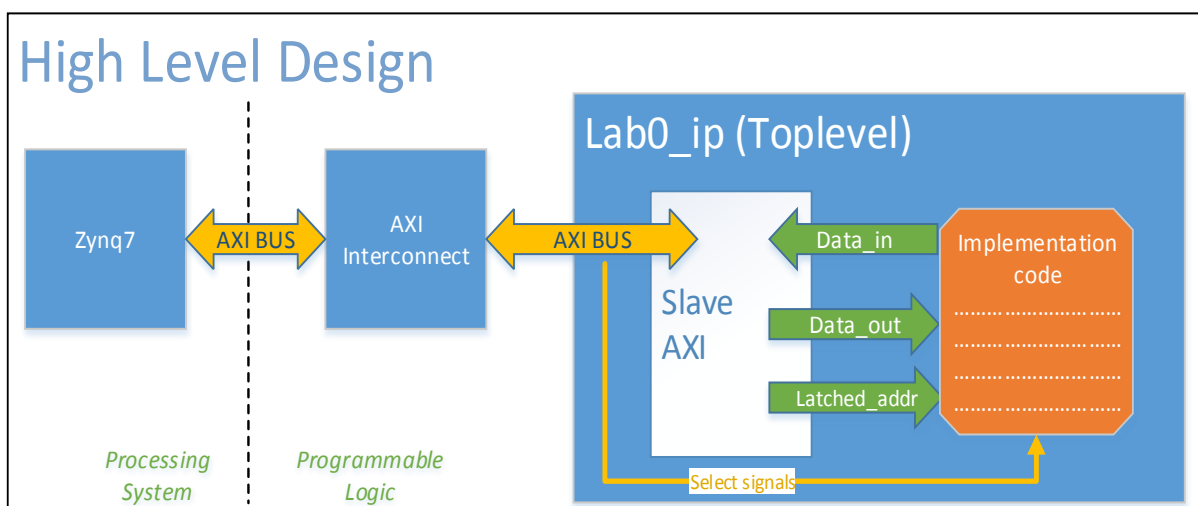 High Level Design
Lab0_ip (Toplevel)
Zynq7
AXI BUS
AXI
Interconnect
AXI BUS
Slave
AXI
Data_in
Data_out
Latched_addr
Implementation
code
................................
................................
................................
................................
Select signals
Processing
System
Programmable
Logic